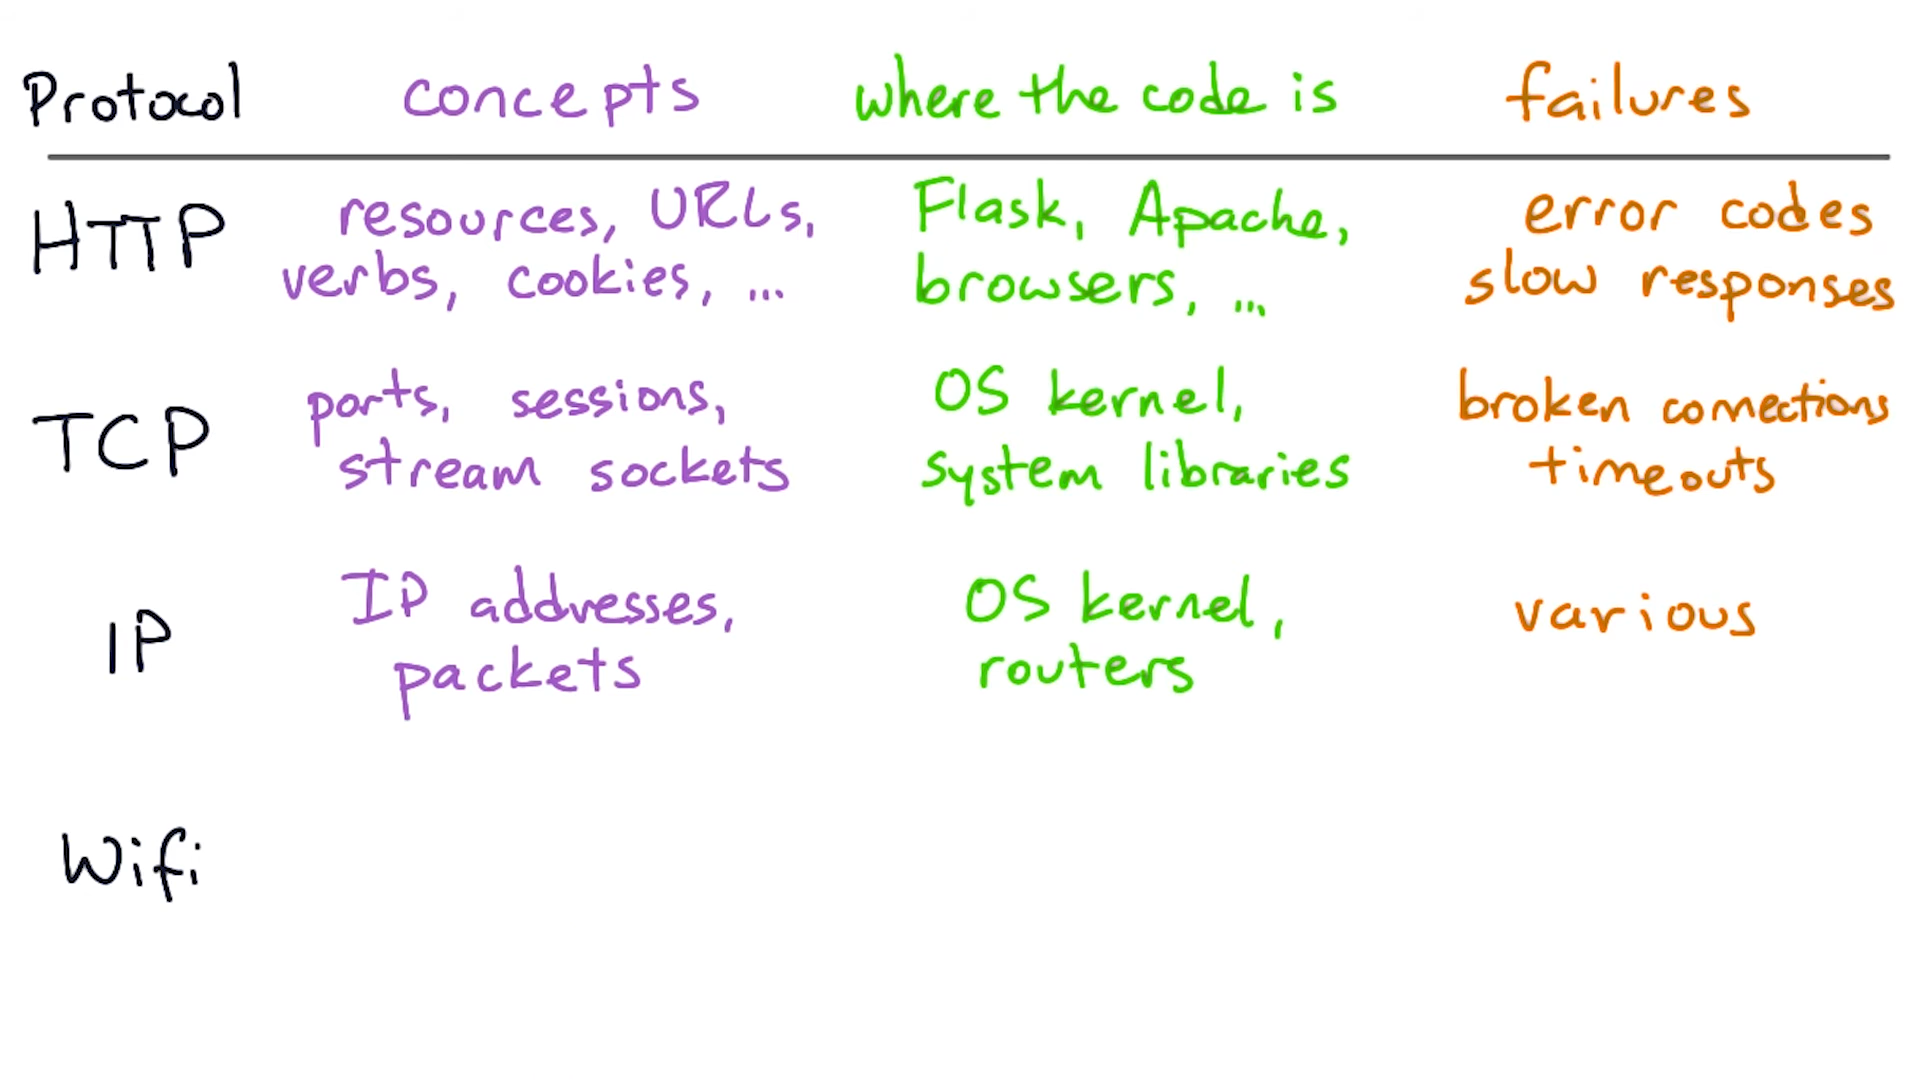 Protocol concepts where the code is failures
HTTP resources, URLs, Flask, Apache, error codes
verbs, cookies, ... browsers, ... slow responses
TCP ports, sessions, OS kernel, broken connections
stream sockets system libraries timeouts
IP IP addresses, OS kernel, various
packets routers
Wifi